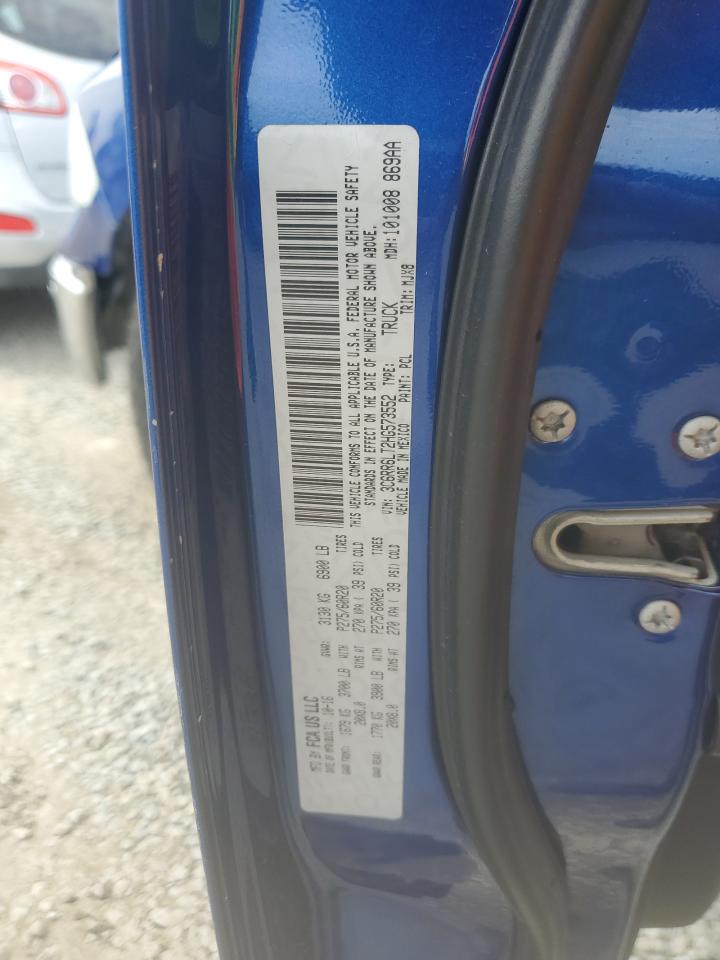 MFG BY: FCA US LLC
DATE OF MFR(BUILT): 10-16 GVWR: 3130 KG 6900 LB
GAWR FRONT: 1679 KG 3700 LB WITH P275/60R20 TIRES
20X8.0 RIMS AT 270 KPA ( 39 PSI) COLD
GAWR REAR: 1770 KG 3900 LB WITH P275/60R20 TIRES
20X8.0 RIMS AT 270 KPA ( 39 PSI) COLD
THIS VEHICLE CONFORMS TO ALL APPLICABLE U.S.A. FEDERAL MOTOR VEHICLE SAFETY
STANDARDS IN EFFECT ON THE DATE OF MANUFACTURE SHOWN ABOVE.
VIN: 3C6RR6LT2HG573552 TYPE: TRUCK MDH: 101008 869AA
VEHICLE MADE IN MEXICO PAINT: PCL TRIM: MJX8